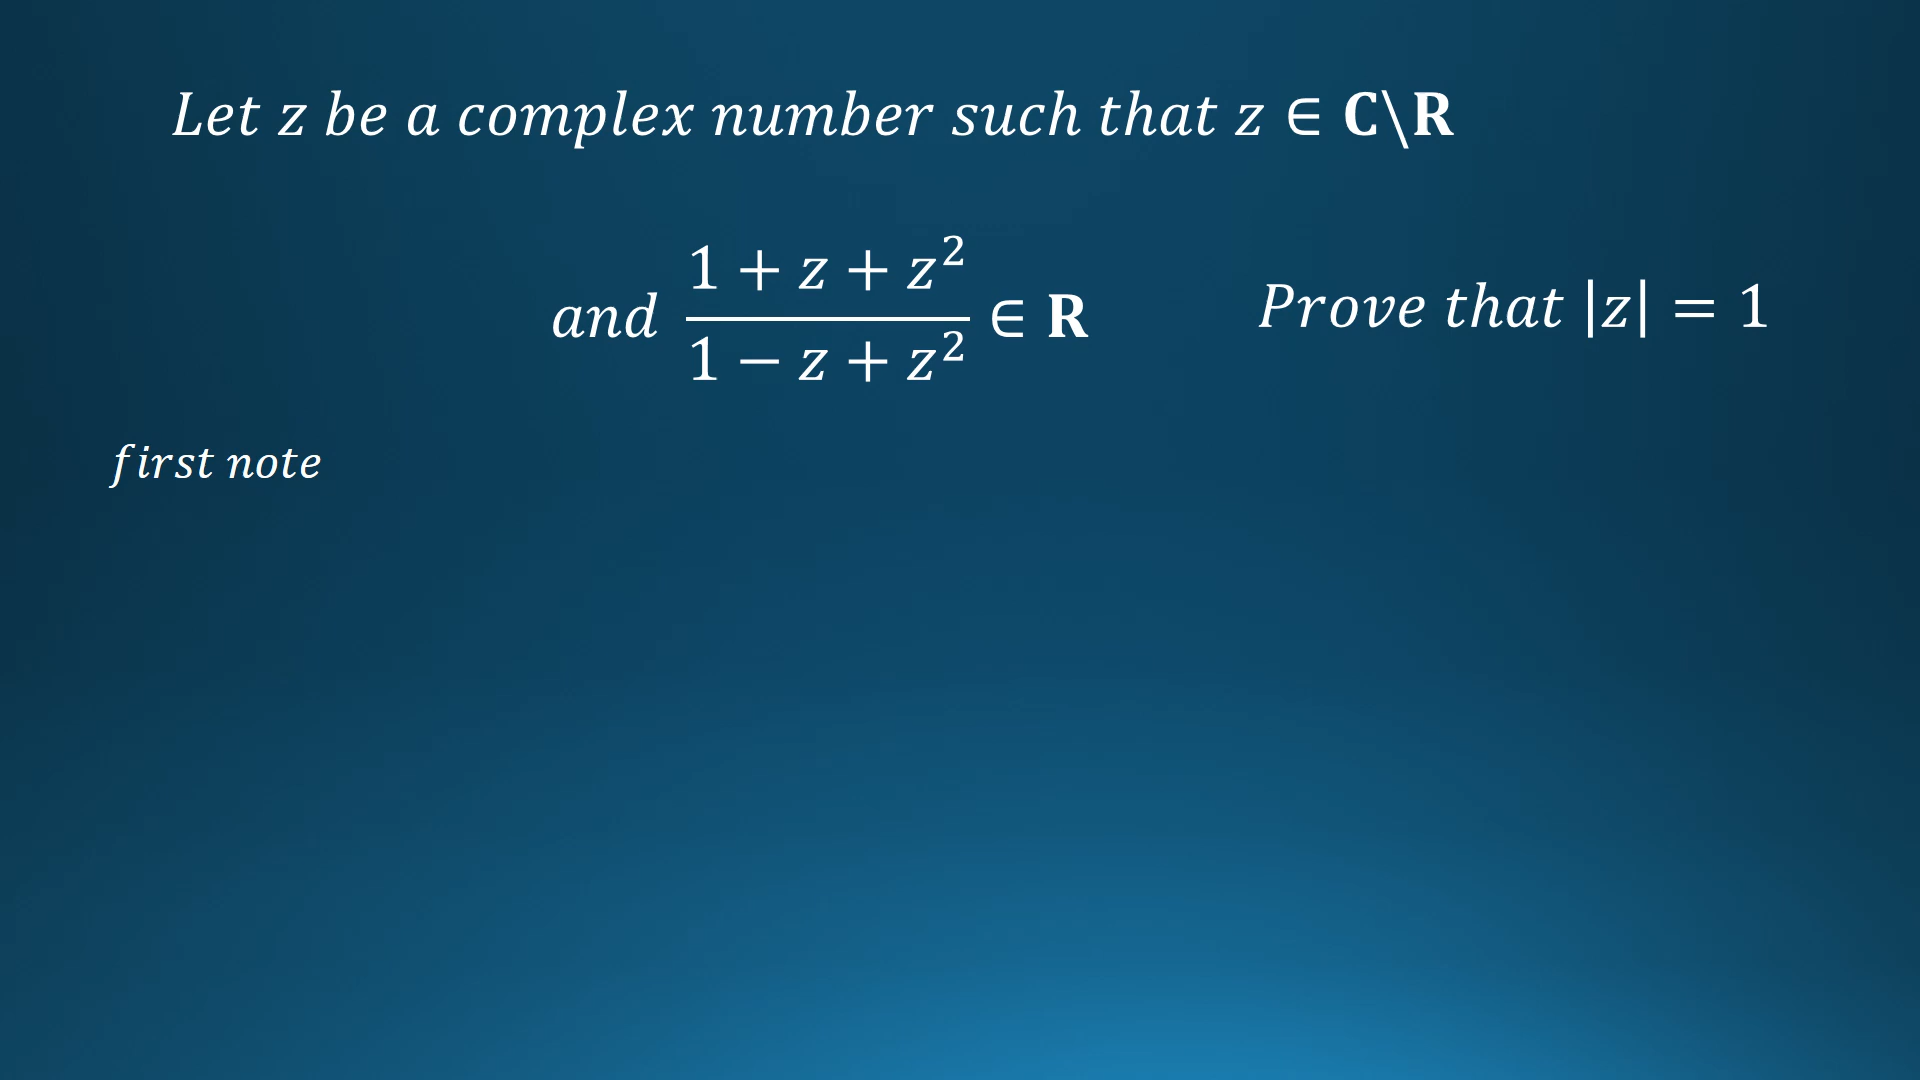 Let z be a complex number such that z ∈ C\R
and (1 + z + z²)/(1 − z + z²) ∈ R    Prove that |z| = 1
first note